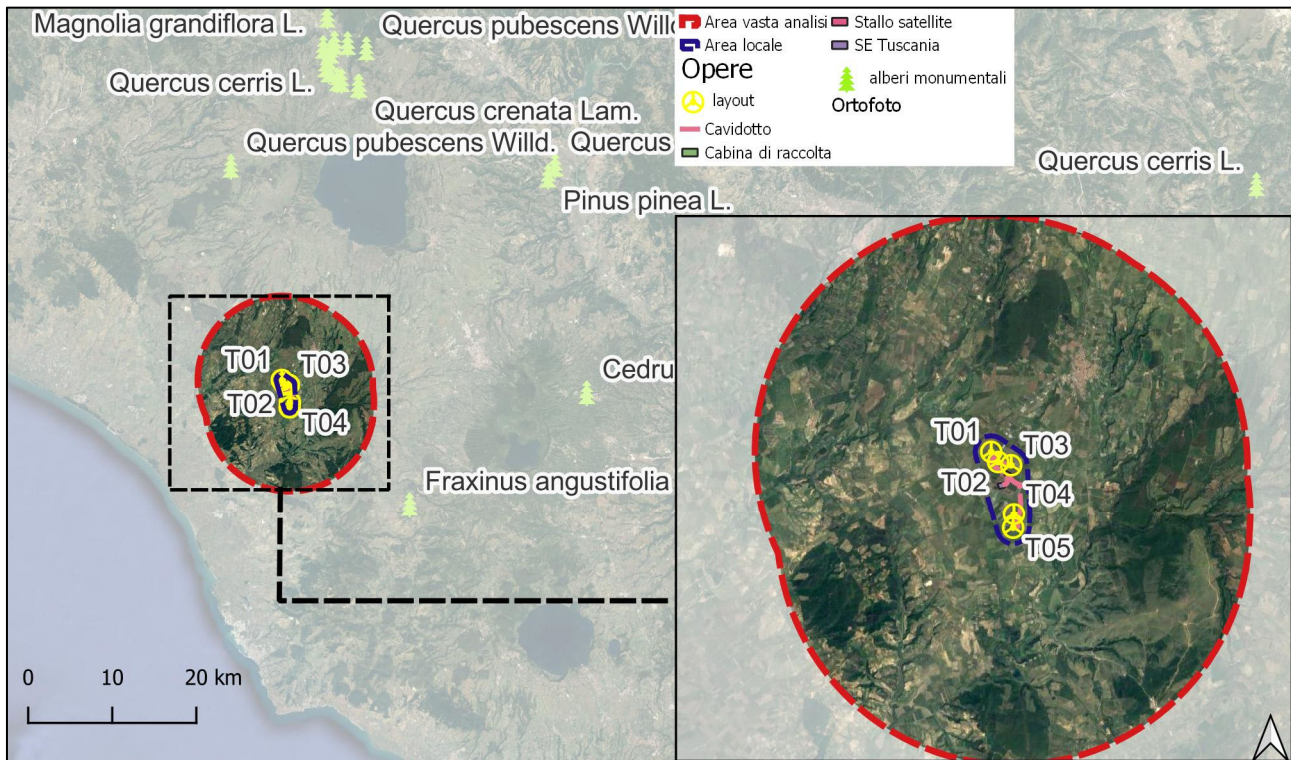 Magnolia grandiflora L.
Quercus pubescens Willd
Quercus cerris L.
Quercus crenata Lam.
Quercus pubescens Willd.
Quercus
Pinus pinea L.
Quercus cerris L.
Cedru
Fraxinus angustifolia
T01
T03
T02
T04
0 10 20 km
Area vasta analisi
Area locale
Opere
layout
Cavidotto
Cabina di raccolta
Stallo satellite
SE Tuscania
alberi monumentali
Ortofoto
T01
T03
T02
T04
T05